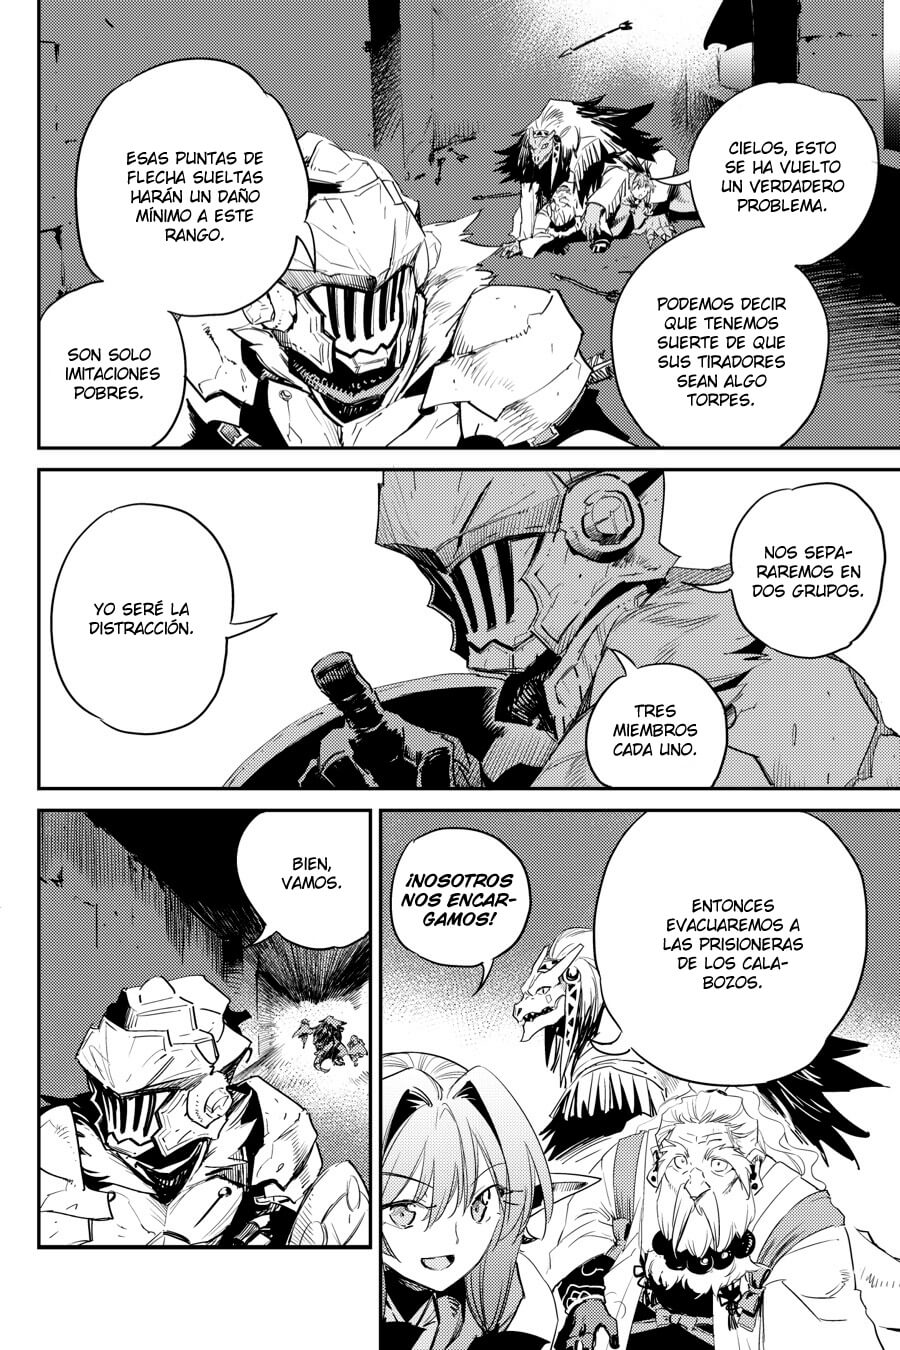 CIELOS, ESTO
SE HA VUELTO
UN VERDADERO
PROBLEMA.
PODEMOS DECIR
QUE TENEMOS
SUERTE DE QUE
SUS TIRADORES
SEAN ALGO
TORPES.
ESAS PUNTAS DE
FLECHA SUELTAS
HARÁN UN DAÑO
MÍNIMO A ESTE
RANGO.
SON SOLO
IMITACIONES
POBRES.
NOS SEPA-
RAREMOS EN
DOS GRUPOS.
TRES
MIEMBROS
CADA UNO.
YO SERÉ LA
DISTRACCIÓN.
ENTONCES
EVACUAREMOS A
LAS PRISIONERAS
DE LOS CALA-
BOZOS.
¡NOSOTROS
NOS ENCAR-
GAMOS!
BIEN,
VAMOS.